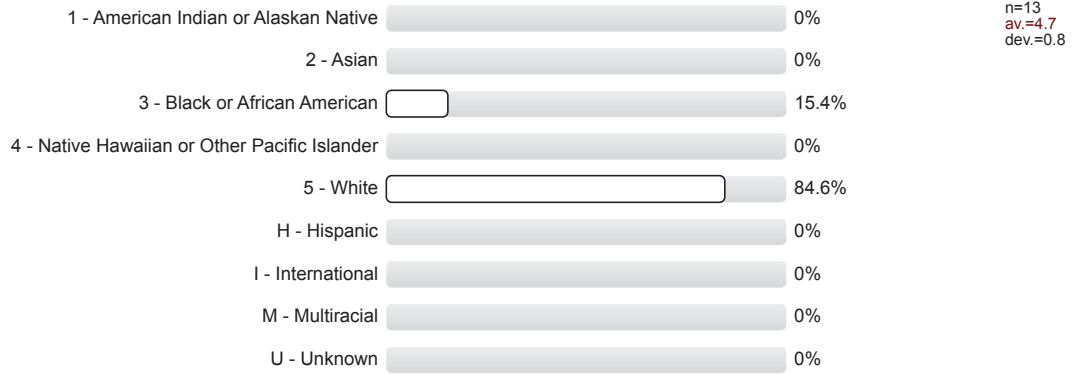 1 - American Indian or Alaskan Native 0%
n=13
av.=4.7
dev.=0.8
2 - Asian 0%
3 - Black or African American 15.4%
4 - Native Hawaiian or Other Pacific Islander 0%
5 - White 84.6%
H - Hispanic 0%
I - International 0%
M - Multiracial 0%
U - Unknown 0%